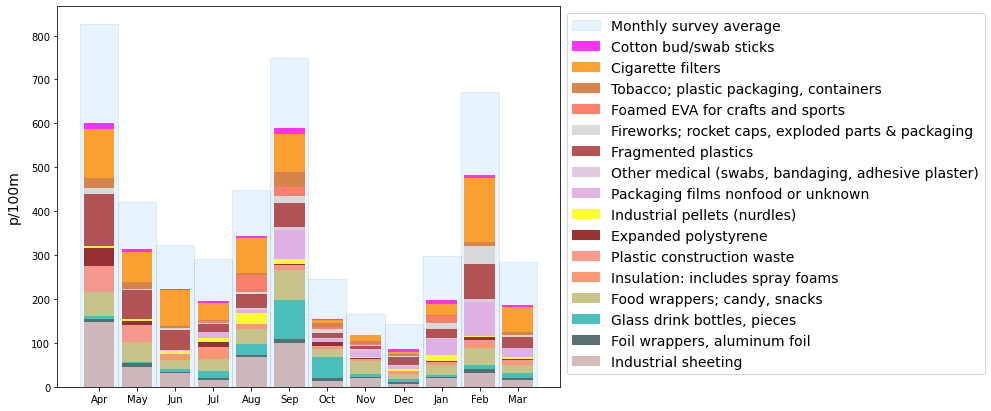 p/100m
800
700
600
500
400
300
200
100
0
Apr May Jun Jul Aug Sep Oct Nov Dec Jan Feb Mar
Monthly survey average
Cotton bud/swab sticks
Cigarette filters
Tobacco; plastic packaging, containers
Foamed EVA for crafts and sports
Fireworks; rocket caps, exploded parts & packaging
Fragmented plastics
Other medical (swabs, bandaging, adhesive plaster)
Packaging films nonfood or unknown
Industrial pellets (nurdles)
Expanded polystyrene
Plastic construction waste
Insulation: includes spray foams
Food wrappers; candy, snacks
Glass drink bottles, pieces
Foil wrappers, aluminum foil
Industrial sheeting